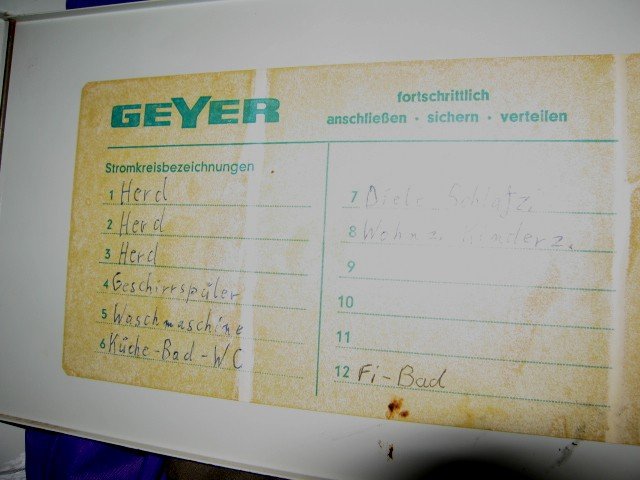 GEYER
fortschrittlich
anschließen · sichern · verteilen
Stromkreisbezeichnungen
1 Herd
2 Herd
3 Herd
4 Geschirrspüler
5 Waschmaschine
6 Küche-Bad-WC
7 Diele Schlafzi.
8 Wohnz. Kinderz.
9
10
11
12 Fi-Bad